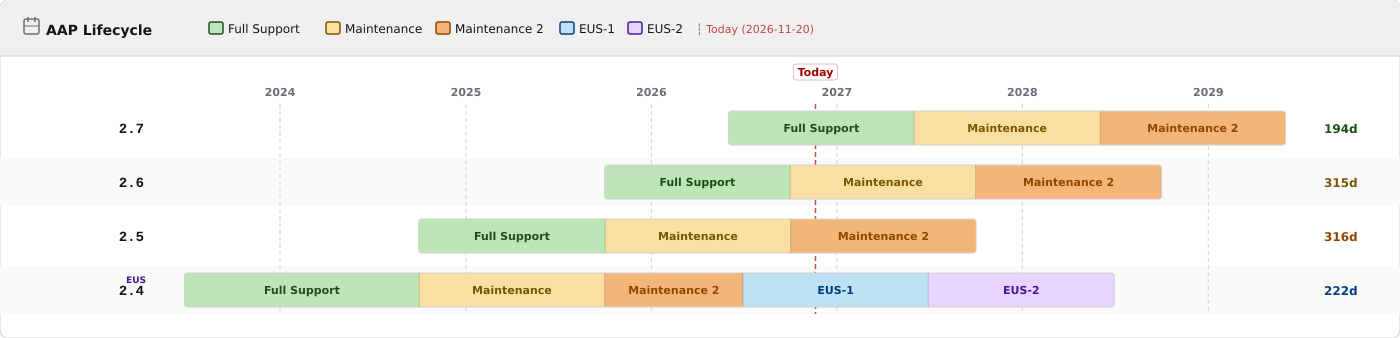 AAP Lifecycle Full Support Maintenance Maintenance 2 EUS-1 EUS-2 Today (2026-11-20)
Today
2024 2025 2026 2027 2028 2029
2.7 Full Support Maintenance Maintenance 2 194d
2.6 Full Support Maintenance Maintenance 2 315d
2.5 Full Support Maintenance Maintenance 2 316d
EUS
2.4 Full Support Maintenance Maintenance 2 EUS-1 EUS-2 222d